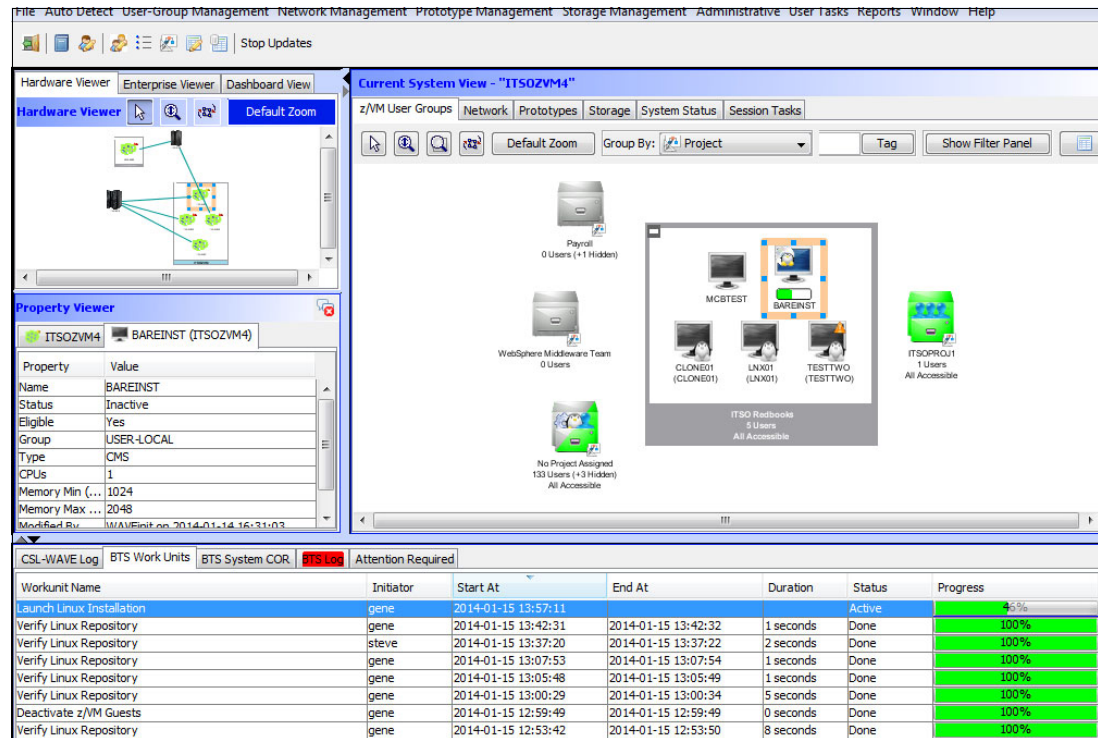 File Auto Detect User-Group Management Network Management Prototype Management Storage Management Administrative User Tasks Reports Window Help
Stop Updates
Hardware Viewer Enterprise Viewer Dashboard View
Hardware Viewer Default Zoom
Property Viewer
ITSOZVM4 BAREINST (ITSOZVM4)
Property Value
Name BAREINST
Status Inactive
Eligible Yes
Group USER-LOCAL
Type CMS
CPUs 1
Memory Min (... 1024
Memory Max ... 2048
Modified By WAVEinit on 2014-01-14 16:31:03
Current System View - "ITSOZVM4"
z/VM User Groups Network Prototypes Storage System Status Session Tasks
Default Zoom Group By: Project Tag Show Filter Panel
Payroll
0 Users (+1 Hidden)
WebSphere Middleware Team
0 Users
No Project Assigned
133 Users (+3 Hidden)
All Accessible
MCBTEST
BAREINST
CLONE01
(CLONE01)
LNX01
(LNX01)
TESTTWO
(TESTTWO)
ITSO Redbooks
5 Users
All Accessible
ITSOPROJ1
1 Users
All Accessible
CSL-WAVE Log BTS Work Units BTS System COR BTS Log Attention Required
Workunit Name Initiator Start At End At Duration Status Progress
Launch Linux Installation gene 2014-01-15 13:57:11 Active 46%
Verify Linux Repository gene 2014-01-15 13:42:31 2014-01-15 13:42:32 1 seconds Done 100%
Verify Linux Repository steve 2014-01-15 13:37:20 2014-01-15 13:37:22 2 seconds Done 100%
Verify Linux Repository gene 2014-01-15 13:07:53 2014-01-15 13:07:54 1 seconds Done 100%
Verify Linux Repository gene 2014-01-15 13:05:48 2014-01-15 13:05:49 1 seconds Done 100%
Verify Linux Repository gene 2014-01-15 13:00:29 2014-01-15 13:00:34 5 seconds Done 100%
Deactivate z/VM Guests gene 2014-01-15 12:59:49 2014-01-15 12:59:49 0 seconds Done 100%
Verify Linux Repository gene 2014-01-15 12:53:42 2014-01-15 12:53:50 8 seconds Done 100%